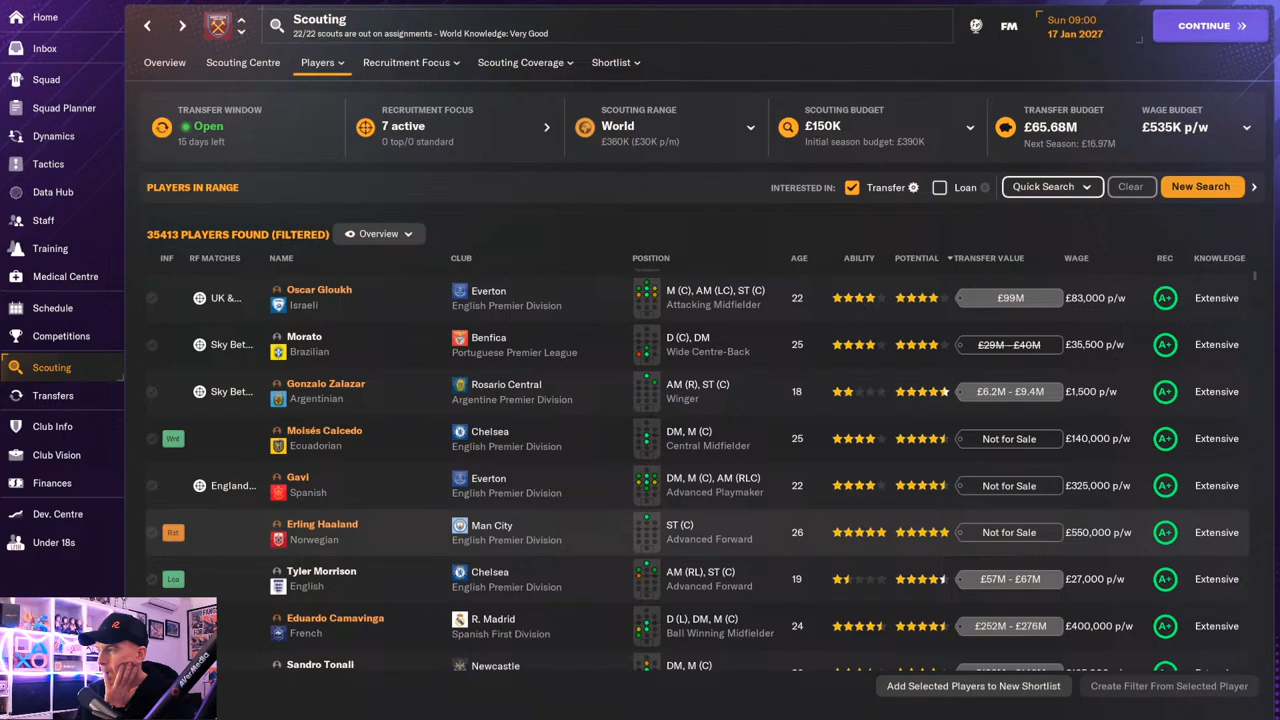 Home
Inbox
Squad
Squad Planner
Dynamics
Tactics
Data Hub
Staff
Training
Medical Centre
Schedule
Competitions
Scouting
Transfers
Club Info
Club Vision
Finances
Dev. Centre
Under 18s
Scouting
22/22 scouts are out on assignments - World Knowledge: Very Good
FM
Sun 09:00
17 Jan 2027
CONTINUE
Overview Scouting Centre Players Recruitment Focus Scouting Coverage Shortlist
TRANSFER WINDOW
Open
15 days left
RECRUITMENT FOCUS
7 active
0 top/0 standard
SCOUTING RANGE
World
£360K (£30K p/m)
SCOUTING BUDGET
£150K
Initial season budget: £390K
TRANSFER BUDGET
£65.68M
Next Season: £16.97M
WAGE BUDGET
£535K p/w
PLAYERS IN RANGE
INTERESTED IN: Transfer Loan Quick Search Clear New Search
35413 PLAYERS FOUND (FILTERED) Overview
INF RF MATCHES NAME CLUB POSITION AGE ABILITY POTENTIAL TRANSFER VALUE WAGE REC KNOWLEDGE
UK &... Oscar Gloukh Everton M (C), AM (LC), ST (C) 22 £99M £83,000 p/w A+ Extensive
Israeli English Premier Division Attacking Midfielder
Sky Bet... Morato Benfica D (C), DM 25 £29M - £40M £35,500 p/w A+ Extensive
Brazilian Portuguese Premier League Wide Centre-Back
Sky Bet... Gonzalo Zalazar Rosario Central AM (R), ST (C) 18 £6.2M - £9.4M £1,500 p/w A+ Extensive
Argentinian Argentine Premier Division Winger
Wnt Moisés Caicedo Chelsea DM, M (C) 25 Not for Sale £140,000 p/w A+ Extensive
Ecuadorian English Premier Division Central Midfielder
England... Gavi Everton DM, M (C), AM (RLC) 22 Not for Sale £325,000 p/w A+ Extensive
Spanish English Premier Division Advanced Playmaker
Rst Erling Haaland Man City ST (C) 26 Not for Sale £550,000 p/w A+ Extensive
Norwegian English Premier Division Advanced Forward
Loa Tyler Morrison Chelsea AM (RL), ST (C) 19 £57M - £67M £27,000 p/w A+ Extensive
English English Premier Division Advanced Forward
Eduardo Camavinga R. Madrid D (L), DM, M (C) 24 £252M - £276M £400,000 p/w A+ Extensive
French Spanish First Division Ball Winning Midfielder
Sandro Tonali Newcastle DM, M (C)
Add Selected Players to New Shortlist Create Filter From Selected Player